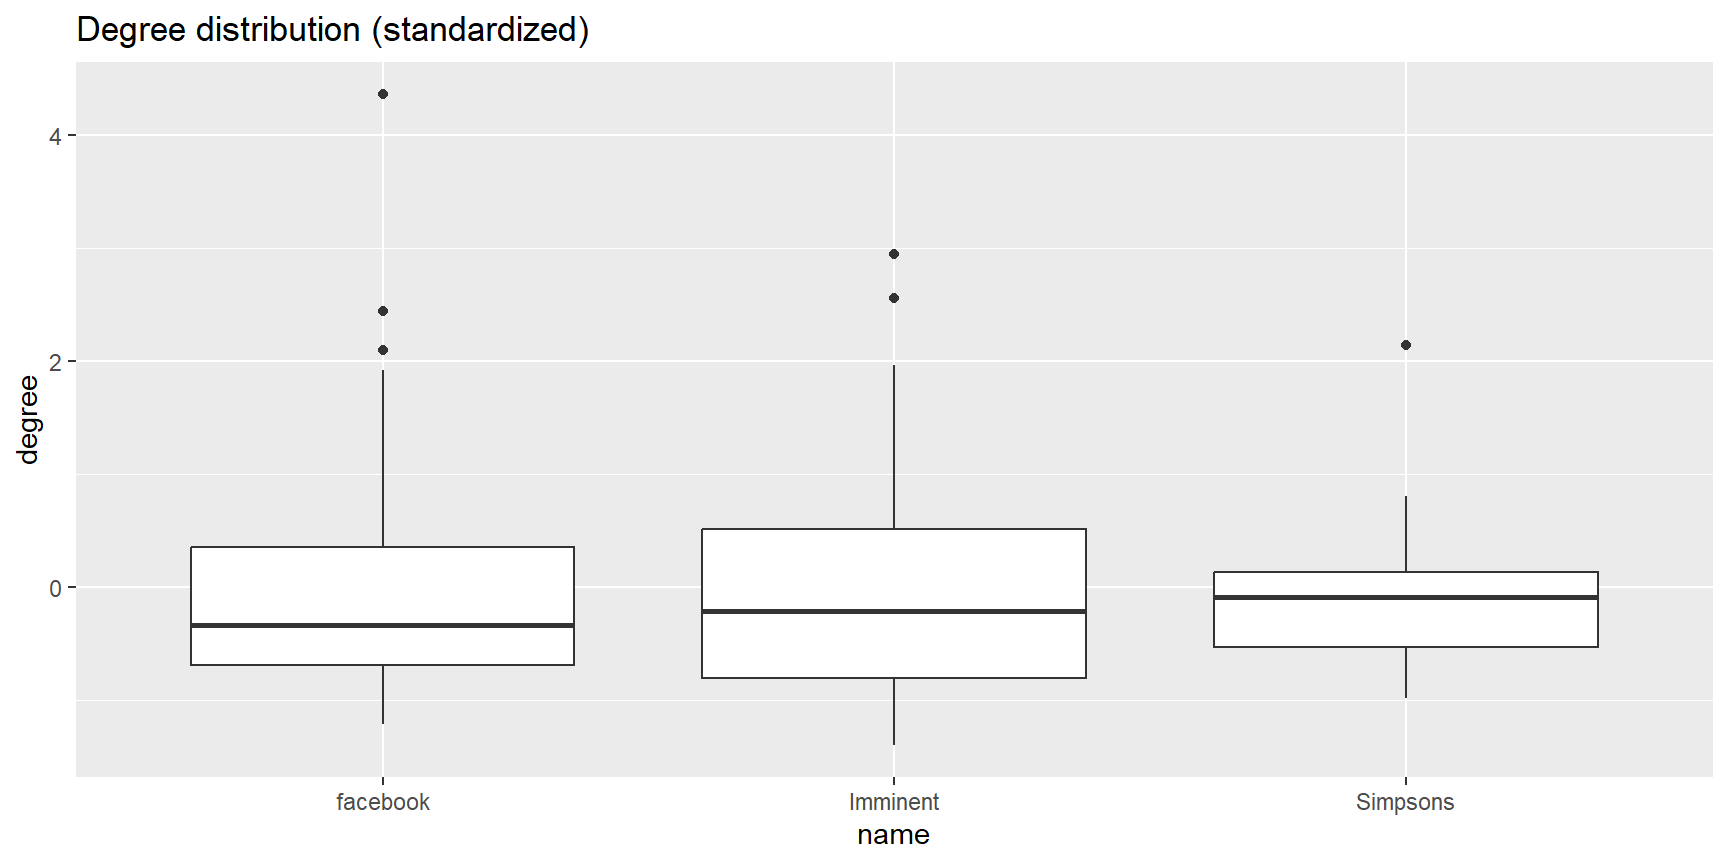 Degree distribution (standardized)
degree
4
2
0
facebook
Imminent
Simpsons
name